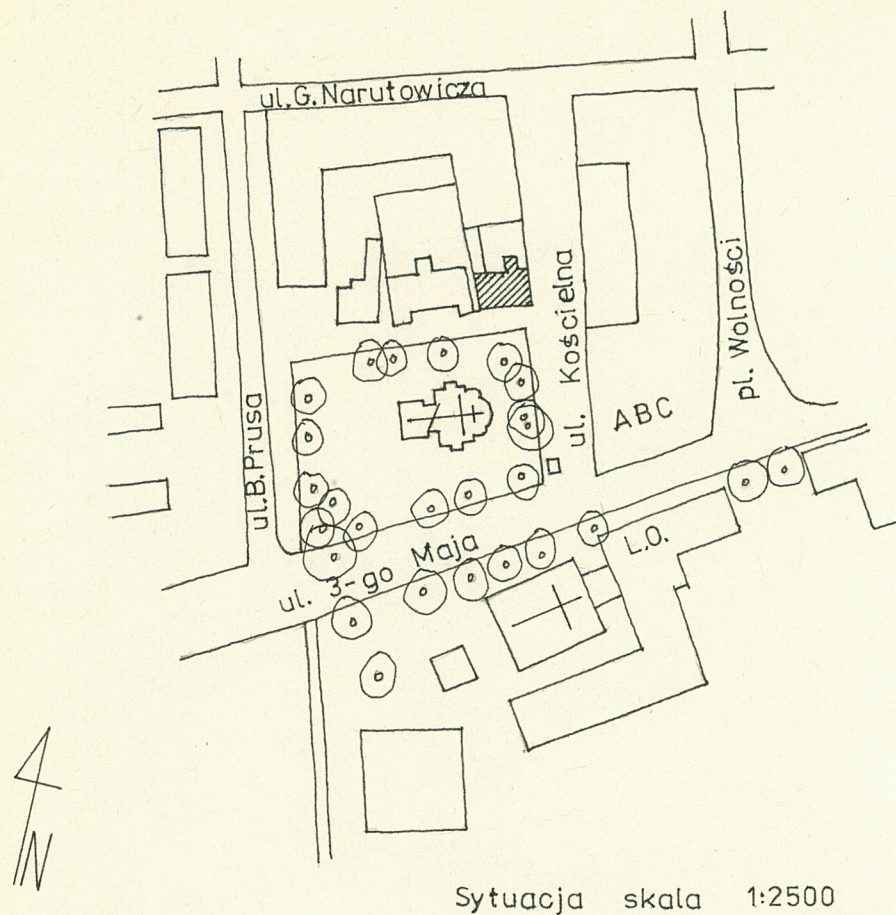 ul.G.Narutowicza
ul.B.Prusa
ul. Kościelna
pl. Wolności
ABC
ul. 3-go Maja
L.O.
N
Sytuacja skala 1:2500